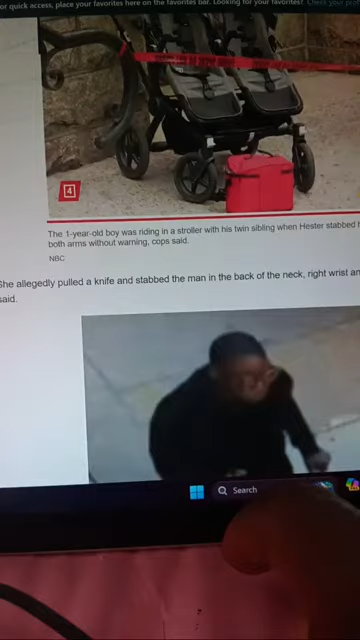 or quick access, place your favorites here on the favorites bar. Looking for your favorites? Check your
4
The 1-year-old boy was riding in a stroller with his twin sibling when Hester stabbed
both arms without warning, cops said.
NBC
She allegedly pulled a knife and stabbed the man in the back of the neck, right wrist
said.
Search